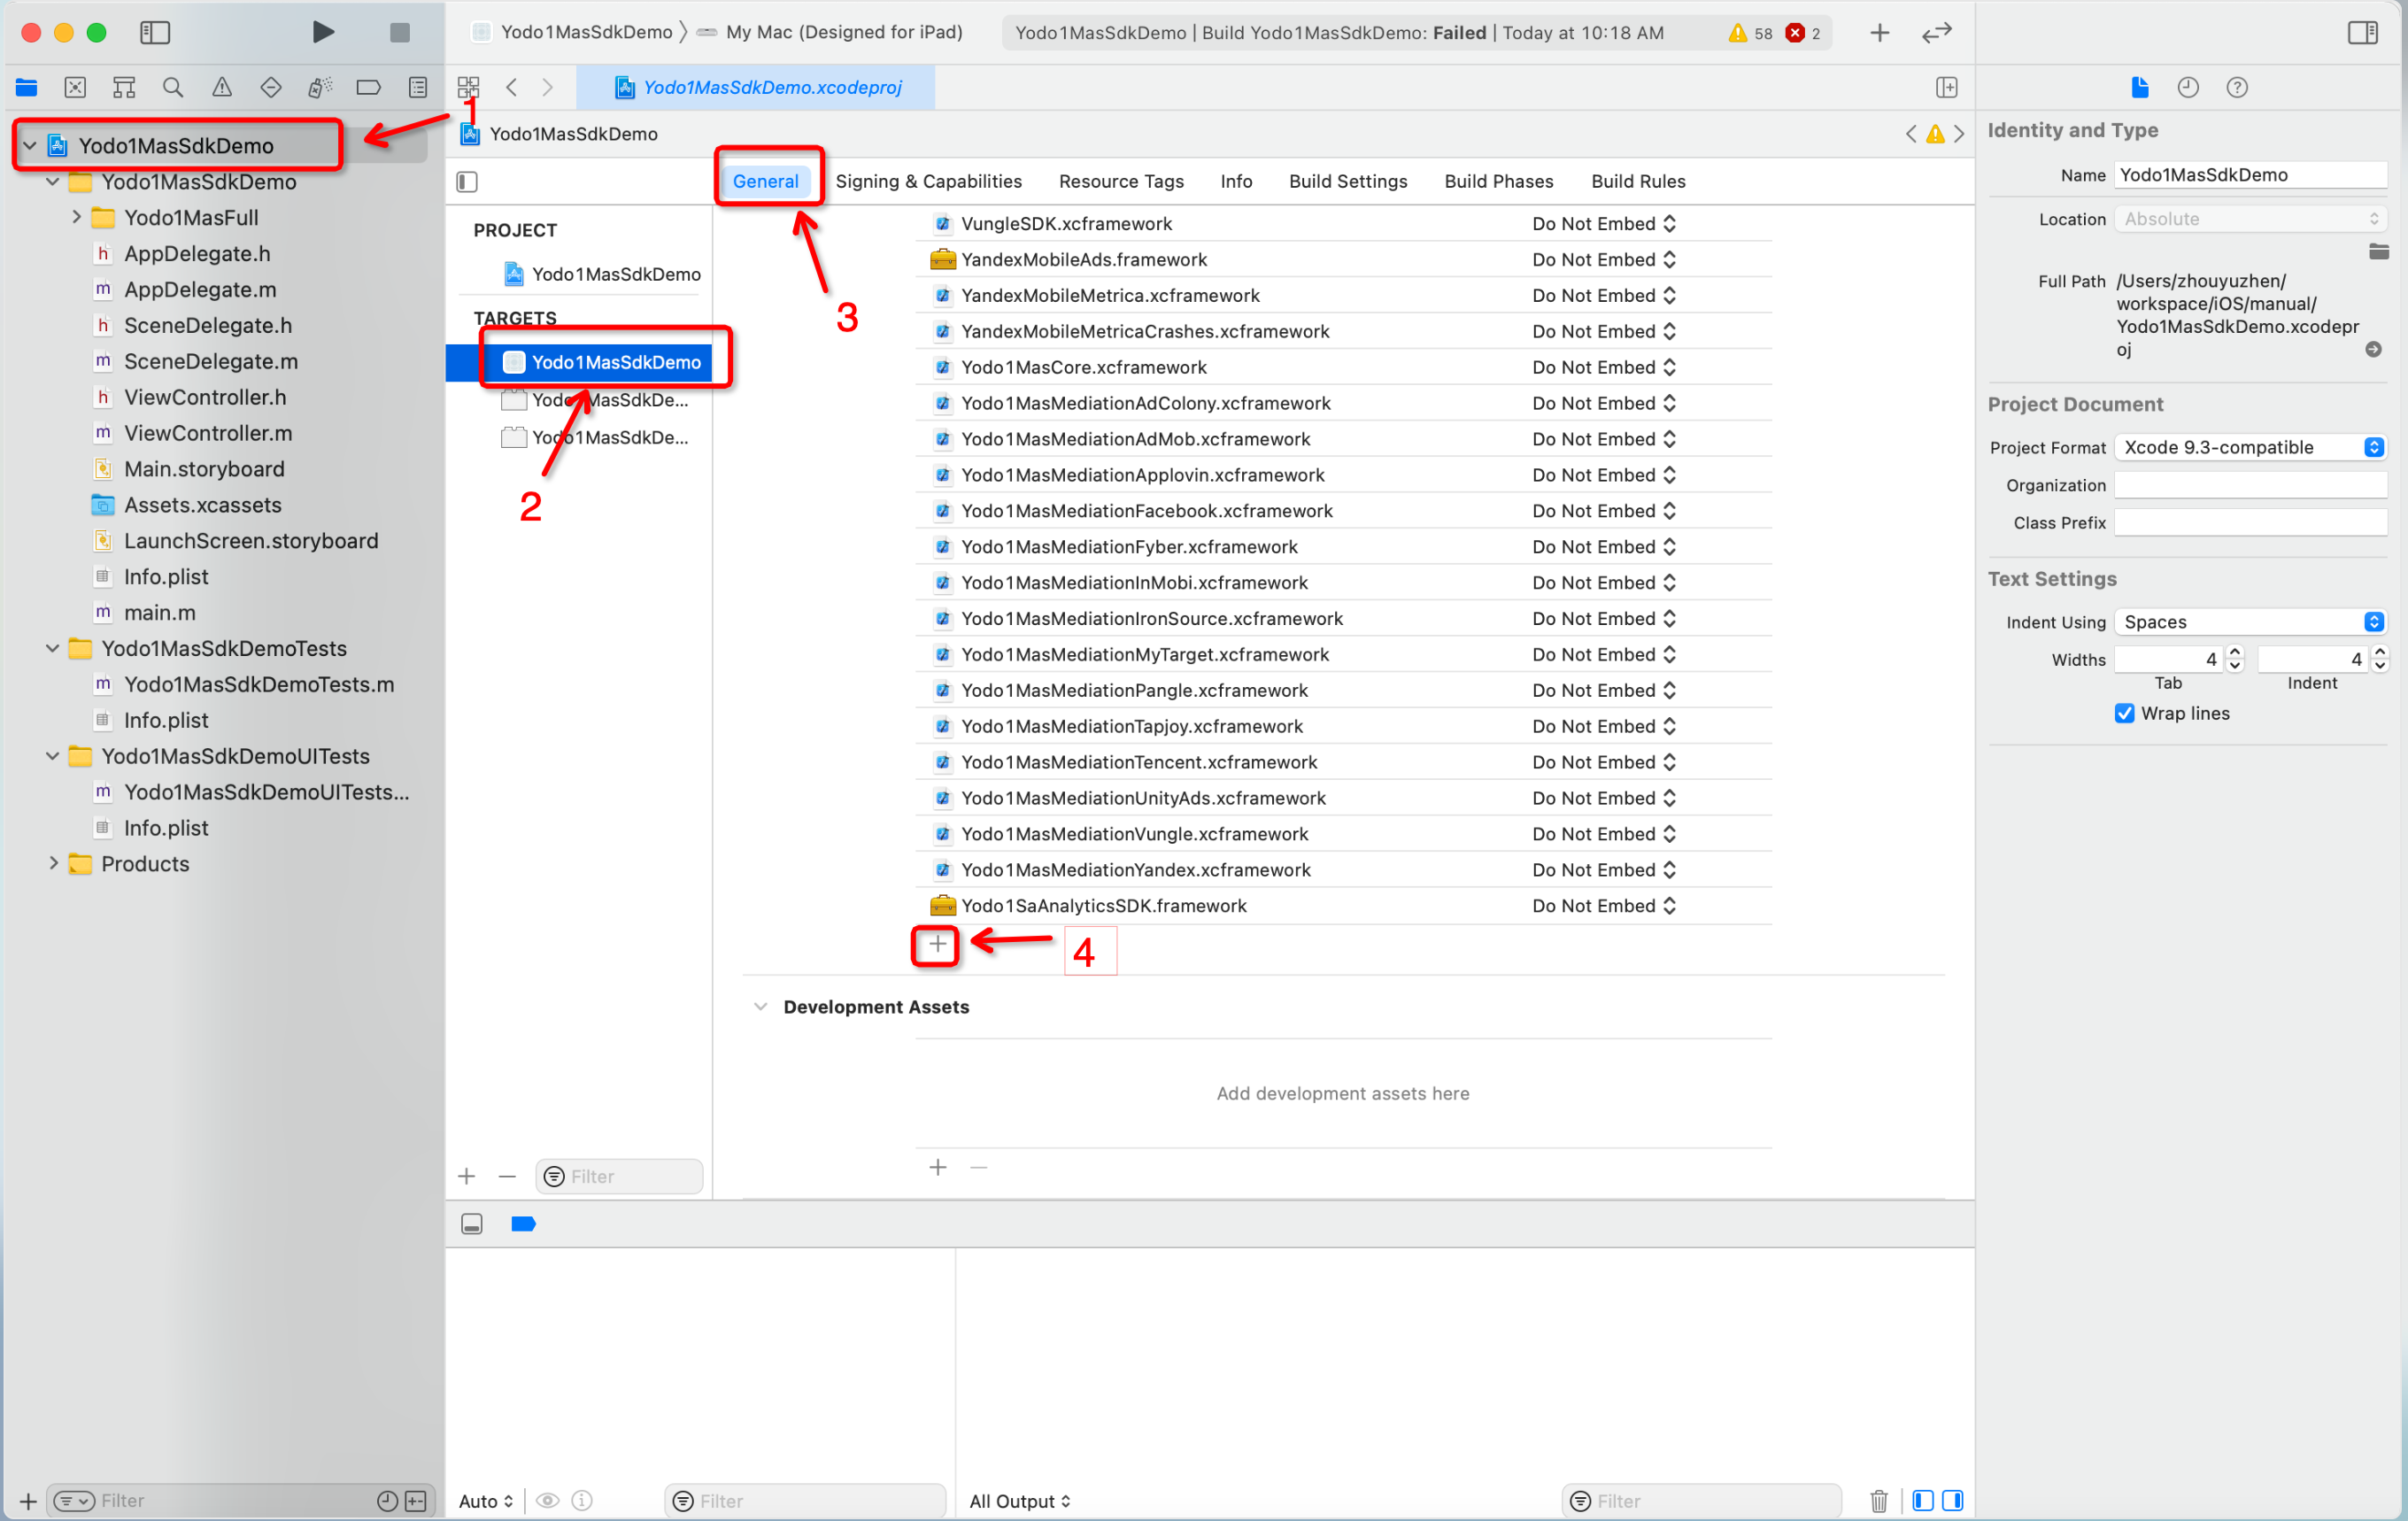 Yodo1MasSdkDemo
My Mac (Designed for iPad)
Yodo1MasSdkDemo | Build Yodo1MasSdkDemo: Failed | Today at 10:18 AM
58
2
Yodo1MasSdkDemo.xcodeproj
1
Yodo1MasSdkDemo
Yodo1MasSdkDemo
Yodo1MasSdkDemo
Yodo1MasFull
AppDelegate.h
AppDelegate.m
SceneDelegate.h
SceneDelegate.m
ViewController.h
ViewController.m
Main.storyboard
Assets.xcassets
LaunchScreen.storyboard
Info.plist
main.m
Yodo1MasSdkDemoTests
Yodo1MasSdkDemoTests.m
Info.plist
Yodo1MasSdkDemoUITests
Yodo1MasSdkDemoUITests...
Info.plist
Products
Filter
General
Signing & Capabilities
Resource Tags
Info
Build Settings
Build Phases
Build Rules
PROJECT
Yodo1MasSdkDemo
TARGETS
Yodo1MasSdkDemo
Yodo1MasSdkDe...
Yodo1MasSdkDe...
2
3
Filter
VungleSDK.xcframework Do Not Embed
YandexMobileAds.framework Do Not Embed
YandexMobileMetrica.xcframework Do Not Embed
YandexMobileMetricaCrashes.xcframework Do Not Embed
Yodo1MasCore.xcframework Do Not Embed
Yodo1MasMediationAdColony.xcframework Do Not Embed
Yodo1MasMediationAdMob.xcframework Do Not Embed
Yodo1MasMediationApplovin.xcframework Do Not Embed
Yodo1MasMediationFacebook.xcframework Do Not Embed
Yodo1MasMediationFyber.xcframework Do Not Embed
Yodo1MasMediationInMobi.xcframework Do Not Embed
Yodo1MasMediationIronSource.xcframework Do Not Embed
Yodo1MasMediationMyTarget.xcframework Do Not Embed
Yodo1MasMediationPangle.xcframework Do Not Embed
Yodo1MasMediationTapjoy.xcframework Do Not Embed
Yodo1MasMediationTencent.xcframework Do Not Embed
Yodo1MasMediationUnityAds.xcframework Do Not Embed
Yodo1MasMediationVungle.xcframework Do Not Embed
Yodo1MasMediationYandex.xcframework Do Not Embed
Yodo1SaAnalyticsSDK.framework Do Not Embed
4
Development Assets
Add development assets here
Auto
Filter
All Output
Filter
Identity and Type
Name Yodo1MasSdkDemo
Location Absolute
Full Path /Users/zhouyuzhen/
workspace/iOS/manual/
Yodo1MasSdkDemo.xcodepr
oj
Project Document
Project Format Xcode 9.3-compatible
Organization
Class Prefix
Text Settings
Indent Using Spaces
Widths 4 4
Tab Indent
Wrap lines